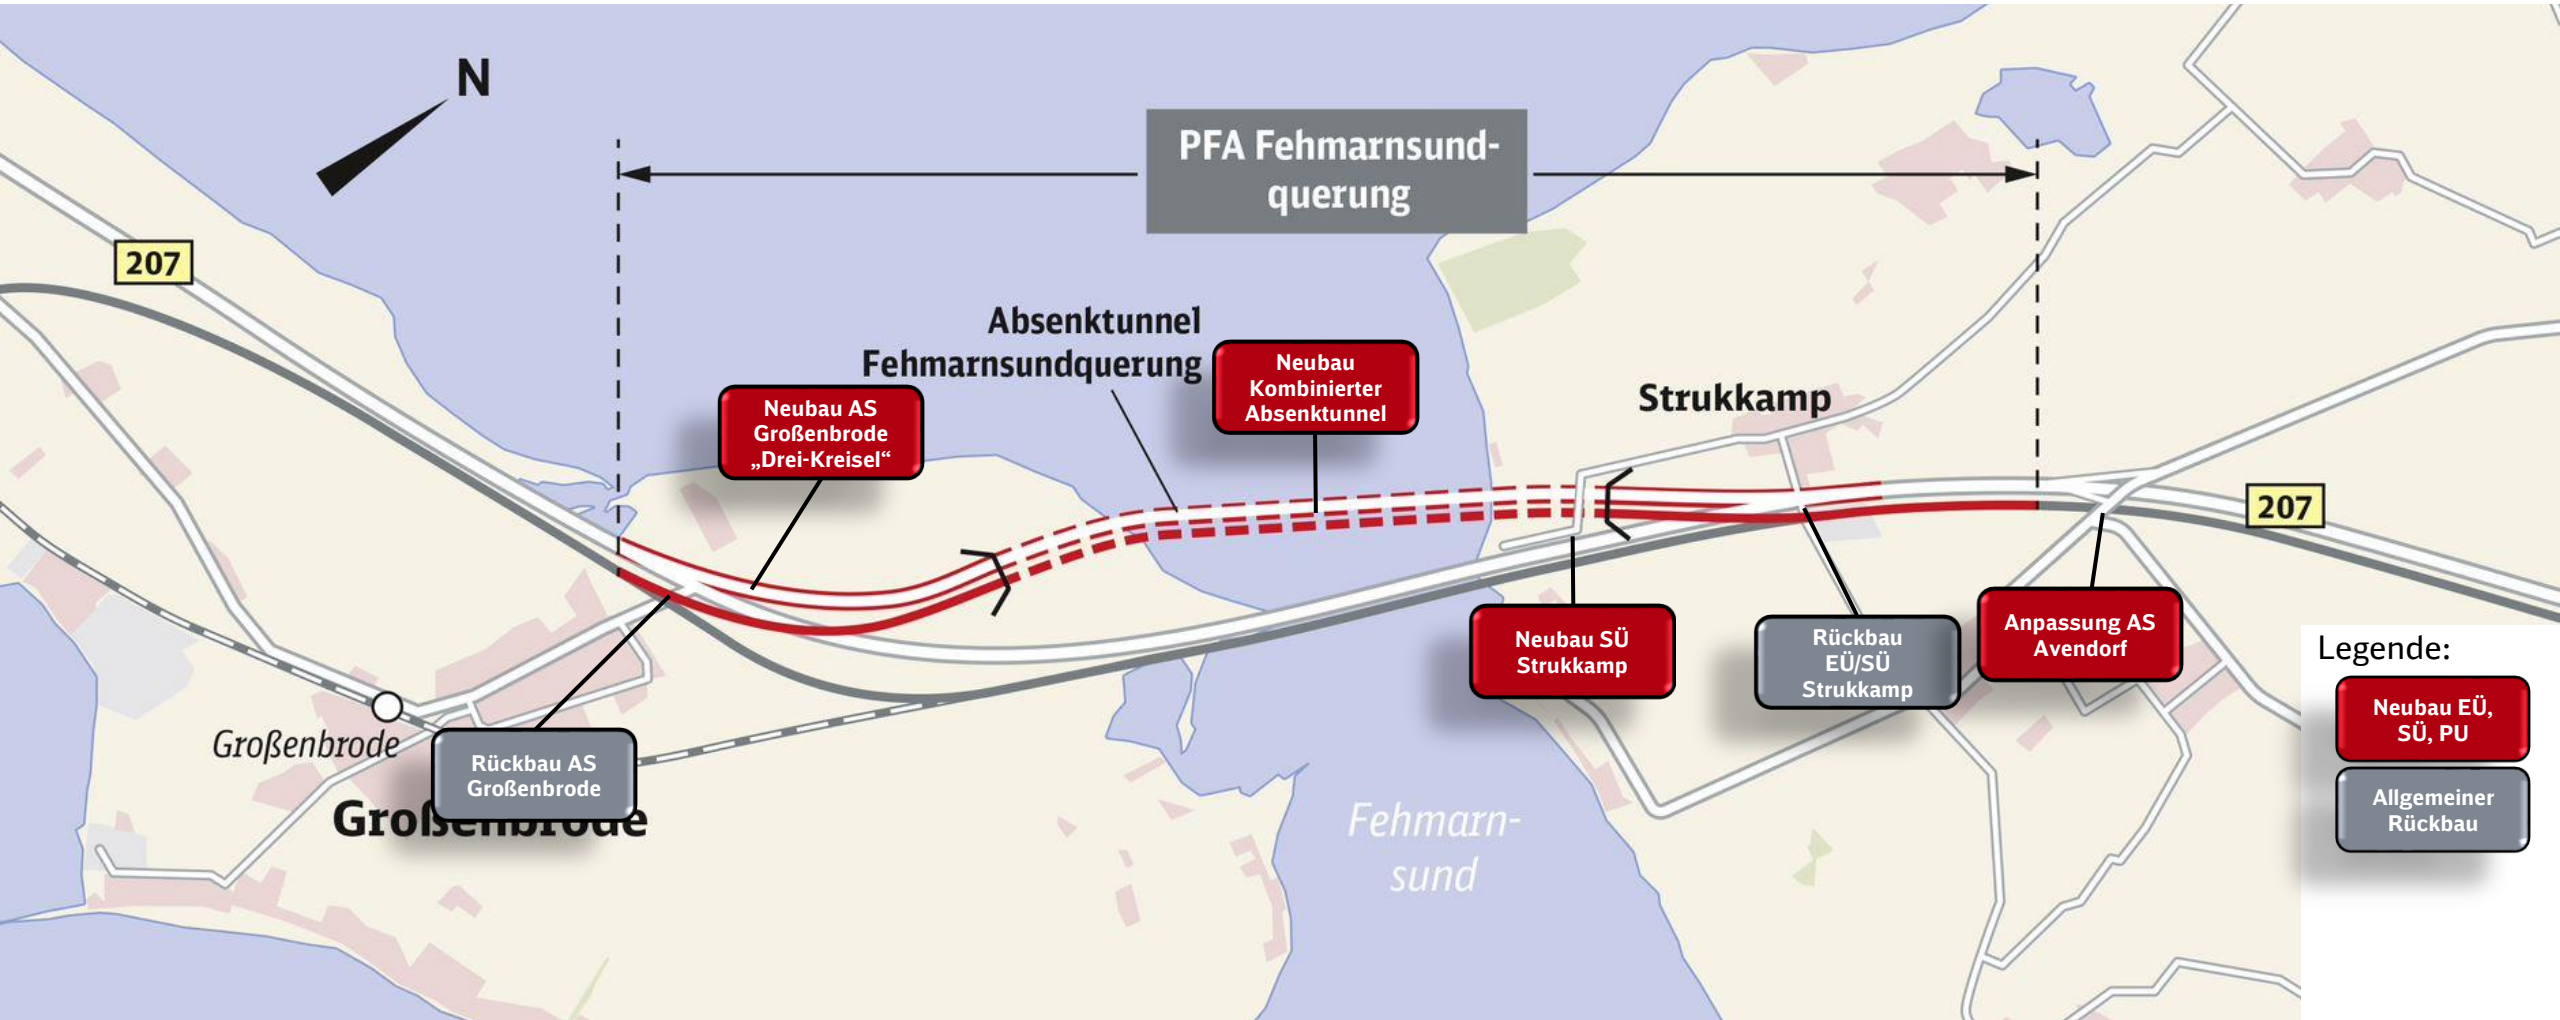 N
PFA Fehmarnsund-
querung
207
Absenktunnel
Fehmarnsundquerung
Neubau
Kombinierter
Absenktunnel
Neubau AS
Großenbrode
„Drei-Kreisel“
Strukkamp
207
Neubau SÜ
Strukkamp
Rückbau
EÜ/SÜ
Strukkamp
Anpassung AS
Avendorf
Legende:
Neubau EÜ,
SÜ, PU
Allgemeiner
Rückbau
Großenbrode
Rückbau AS
Großenbrode
Großenbrode
Fehmarn-
sund